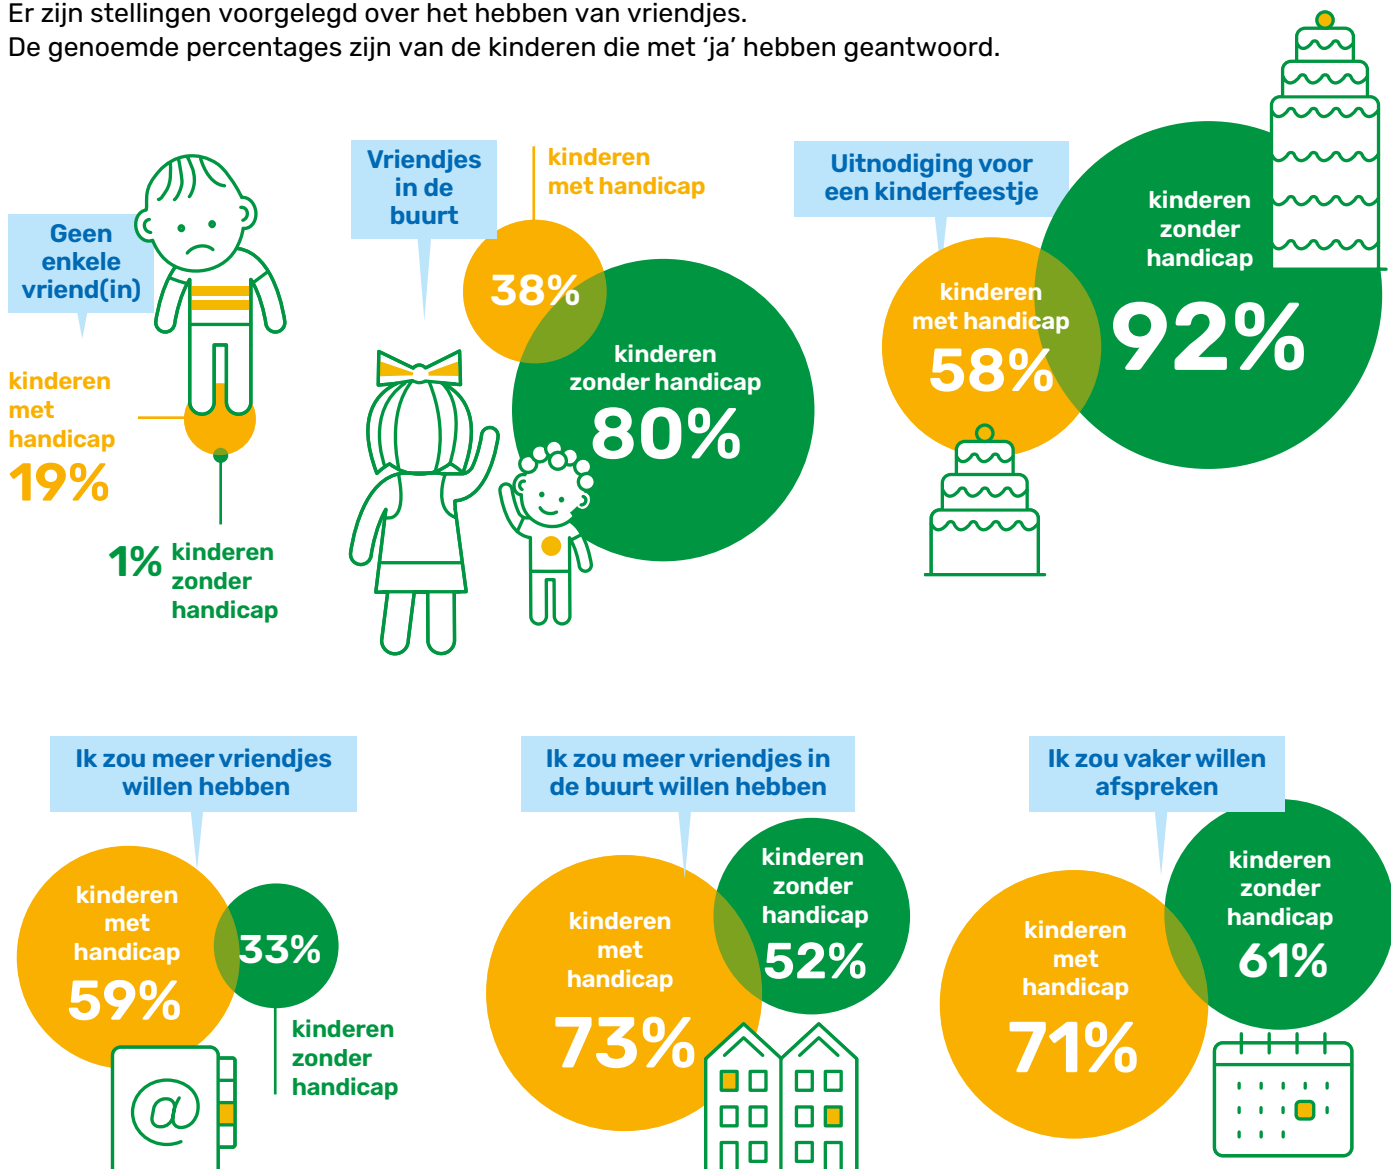 Er zijn stellingen voorgelegd over het hebben van vriendjes.
De genoemde percentages zijn van de kinderen die met ‘ja’ hebben geantwoord.
Geen
enkele
vriend(in)
kinderen
met
handicap
19%
1%
kinderen
zonder
handicap
Vriendjes
in de
buurt
kinderen
met handicap
38%
kinderen
zonder handicap
80%
Uitnodiging voor
een kinderfeestje
kinderen
met handicap
58%
kinderen
zonder
handicap
92%
Ik zou meer vriendjes
willen hebben
kinderen
met
handicap
59%
33%
kinderen
zonder
handicap
@
Ik zou meer vriendjes in
de buurt willen hebben
kinderen
met
handicap
73%
kinderen
zonder
handicap
52%
Ik zou vaker willen
afspreken
kinderen
met
handicap
71%
kinderen
zonder
handicap
61%